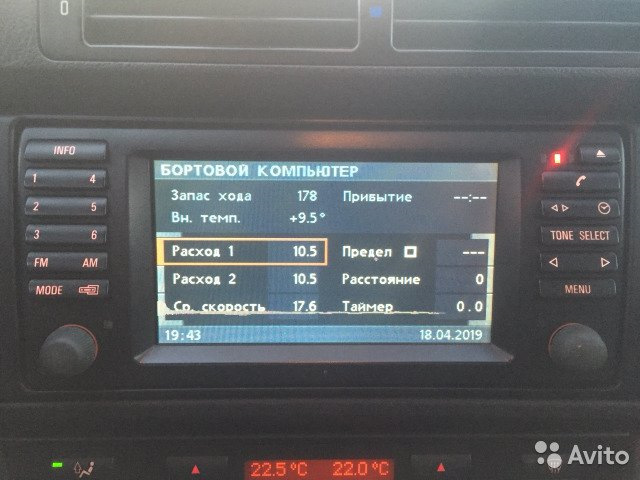 0
INFO
1 4
2 5
3 6
FM AM
MODE
БОРТОВОЙ КОМПЬЮТЕР
Запас хода 178 Прибытие --:--
Вн. темп. +9.5°
Расход 1 10.5 Предел ---
Расход 2 10.5 Расстояние 0
Ср. скорость 17.6 Таймер 0.0
19:43 18.04.2019
TONE SELECT
MENU
22.5°C 22.0°C
Avito